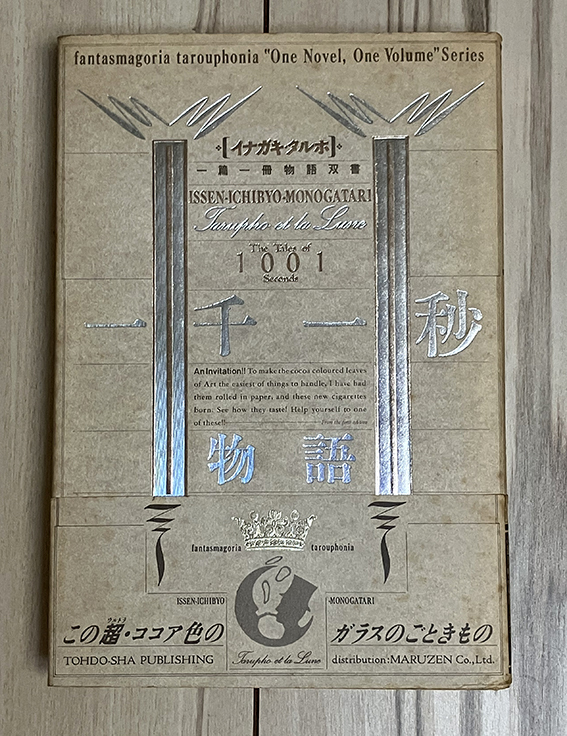 fantasmagoria tarouphonia "One Novel, One Volume" Series
[イナガキ・タルホ]
一篇一冊物語双書
ISSEN-ICHIBYO-MONOGATARI
Tarupho et la Lune
The Tales of
1001
Seconds
一千一秒
An Invitation!! To make the cocoa coloured leaves
of Art the easiest of things to handle, I have had
them rolled in paper, and these new cigarettes
born. See how they taste! Help yourself to one
of these!!
From the first edition
物語
fantasmagoria tarouphonia
ISSEN-ICHIBYO -MONOGATARI
この超・ココア色の ガラスのごときもの
TOHDO-SHA PUBLISHING Tarupho et la Lune distribution:MARUZEN Co.,Ltd.